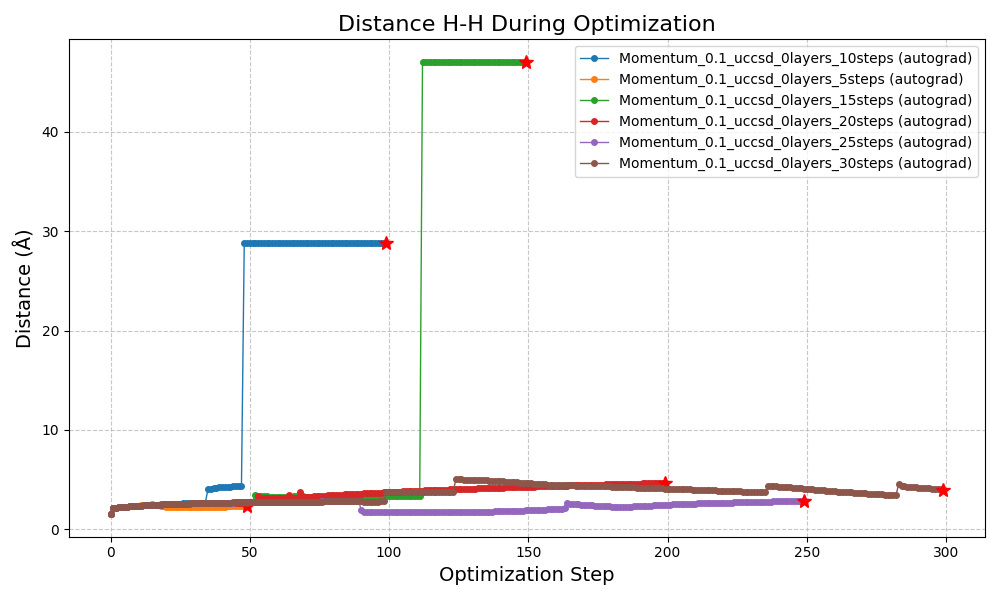 Distance H-H During Optimization
Momentum_0.1_uccsd_0layers_10steps (autograd)
Momentum_0.1_uccsd_0layers_5steps (autograd)
Momentum_0.1_uccsd_0layers_15steps (autograd)
Momentum_0.1_uccsd_0layers_20steps (autograd)
Momentum_0.1_uccsd_0layers_25steps (autograd)
Momentum_0.1_uccsd_0layers_30steps (autograd)
Distance (Å)
40
30
20
10
0
0 50 100 150 200 250 300
Optimization Step